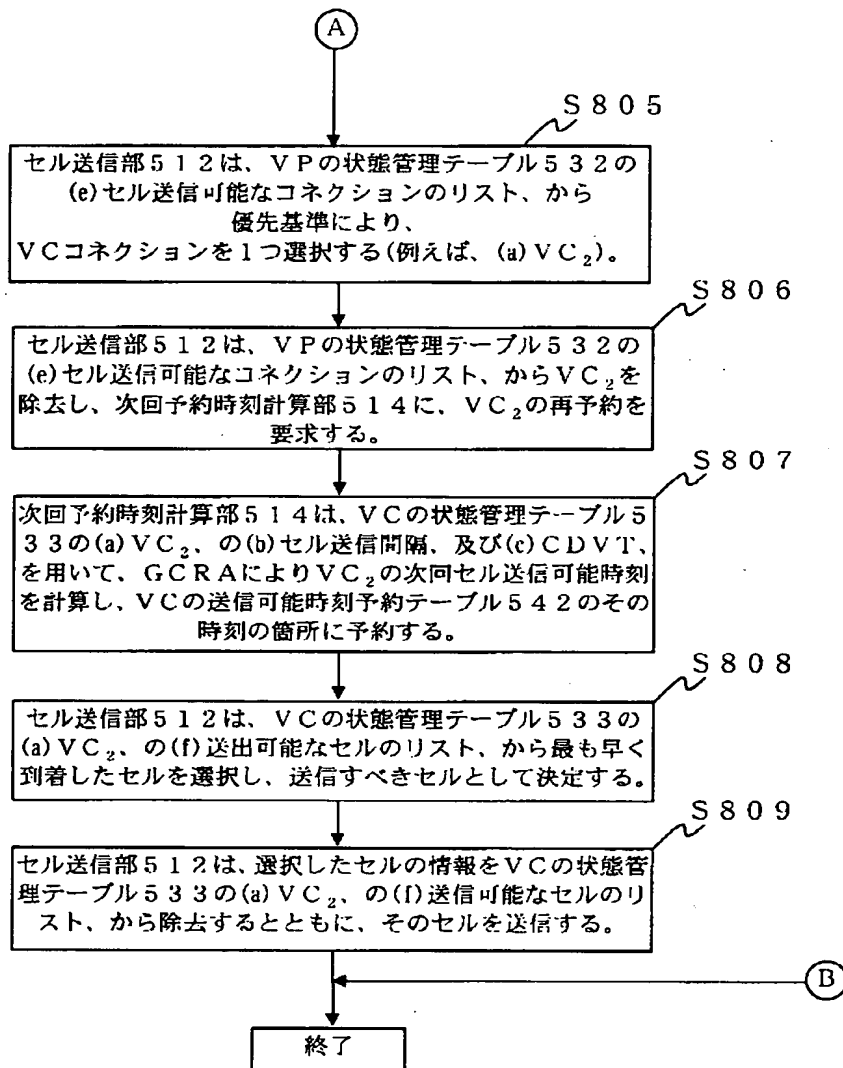 A
S805
セル送信部512は、VPの状態管理テーブル532の
(e)セル送信可能なコネクションのリスト、から
優先基準により、
VCコネクションを1つ選択する(例えば、(a)VC₂)。
S806
セル送信部512は、VPの状態管理テーブル532の
(e)セル送信可能なコネクションのリスト、からVC₂を
除去し、次回予約時刻計算部514に、VC₂の再予約を
要求する。
S807
次回予約時刻計算部514は、VCの状態管理テーブル5
33の(a)VC₂、の(b)セル送信間隔、及び(c)CDVT、
を用いて、GCRAによりVC₂の次回セル送信可能時刻
を計算し、VCの送信可能時刻予約テーブル542のその
時刻の箇所に予約する。
S808
セル送信部512は、VCの状態管理テーブル533の
(a)VC₂、の(f)送出可能なセルのリスト、から最も早く
到着したセルを選択し、送信すべきセルとして決定する。
S809
セル送信部512は、選択したセルの情報をVCの状態管
理テーブル533の(a)VC₂、の(f)送信可能なセルのリ
スト、から除去するとともに、そのセルを送信する。
B
終了